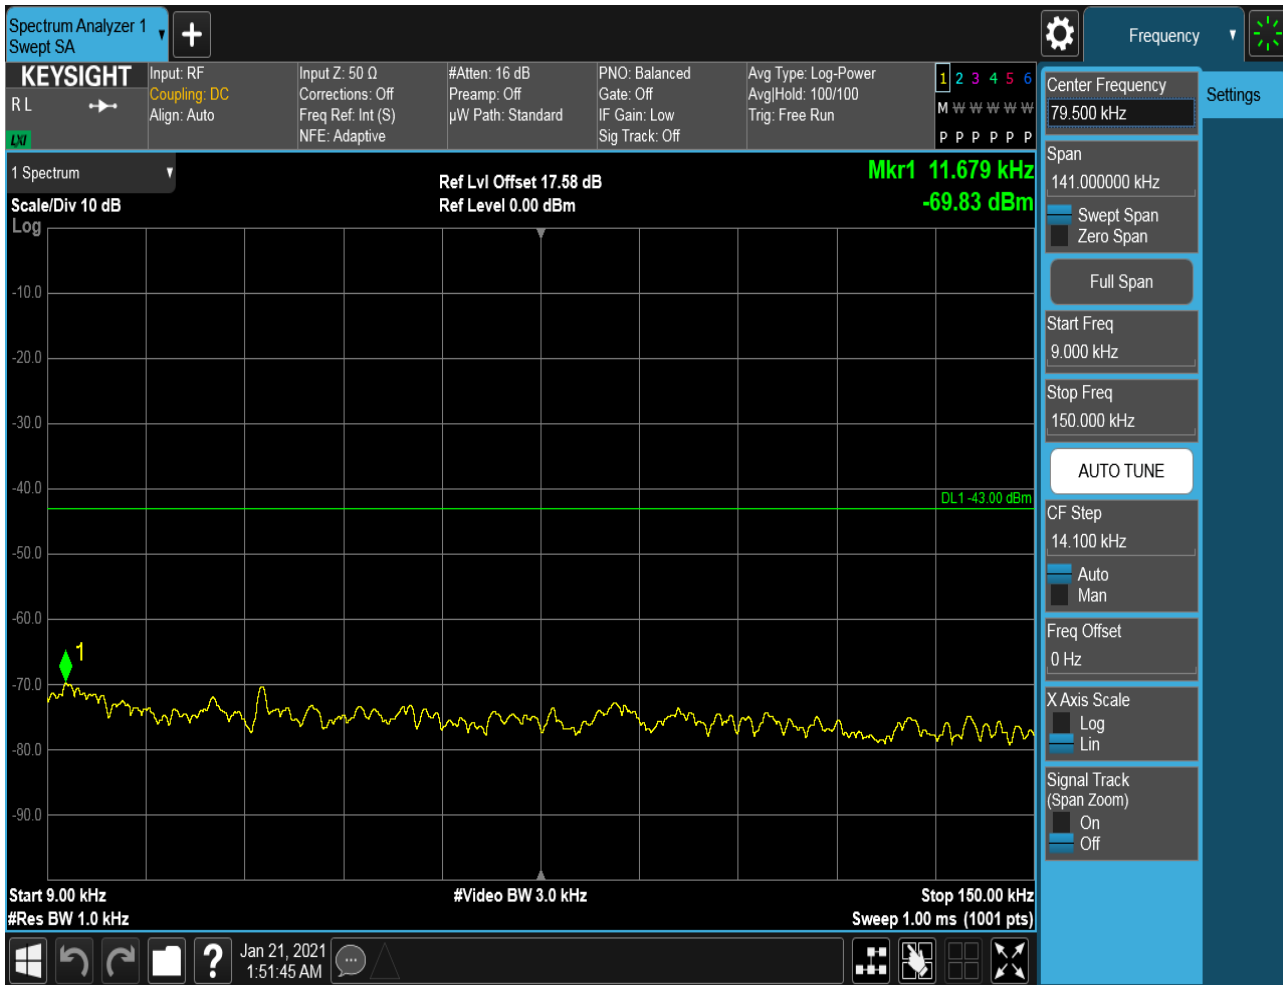 Spectrum Analyzer 1
Swept SA
+
Frequency
KEYSIGHT
R L
LXI
Input: RF
Coupling: DC
Align: Auto
Input Z: 50 Ω
Corrections: Off
Freq Ref: Int (S)
NFE: Adaptive
#Atten: 16 dB
Preamp: Off
µW Path: Standard
PNO: Balanced
Gate: Off
IF Gain: Low
Sig Track: Off
Avg Type: Log-Power
Avg|Hold: 100/100
Trig: Free Run
1 2 3 4 5 6
M W W W W W
P P P P P P
1 Spectrum
Scale/Div 10 dB
Log
Ref Lvl Offset 17.58 dB
Ref Level 0.00 dBm
Mkr1 11.679 kHz
-69.83 dBm
-10.0
-20.0
-30.0
-40.0
DL1 -43.00 dBm
-50.0
-60.0
1
-70.0
-80.0
-90.0
Start 9.00 kHz
#Res BW 1.0 kHz
#Video BW 3.0 kHz
Stop 150.00 kHz
Sweep 1.00 ms (1001 pts)
Center Frequency
79.500 kHz
Settings
Span
141.000000 kHz
Swept Span
Zero Span
Full Span
Start Freq
9.000 kHz
Stop Freq
150.000 kHz
AUTO TUNE
CF Step
14.100 kHz
Auto
Man
Freq Offset
0 Hz
X Axis Scale
Log
Lin
Signal Track
(Span Zoom)
On
Off
?
Jan 21, 2021
1:51:45 AM